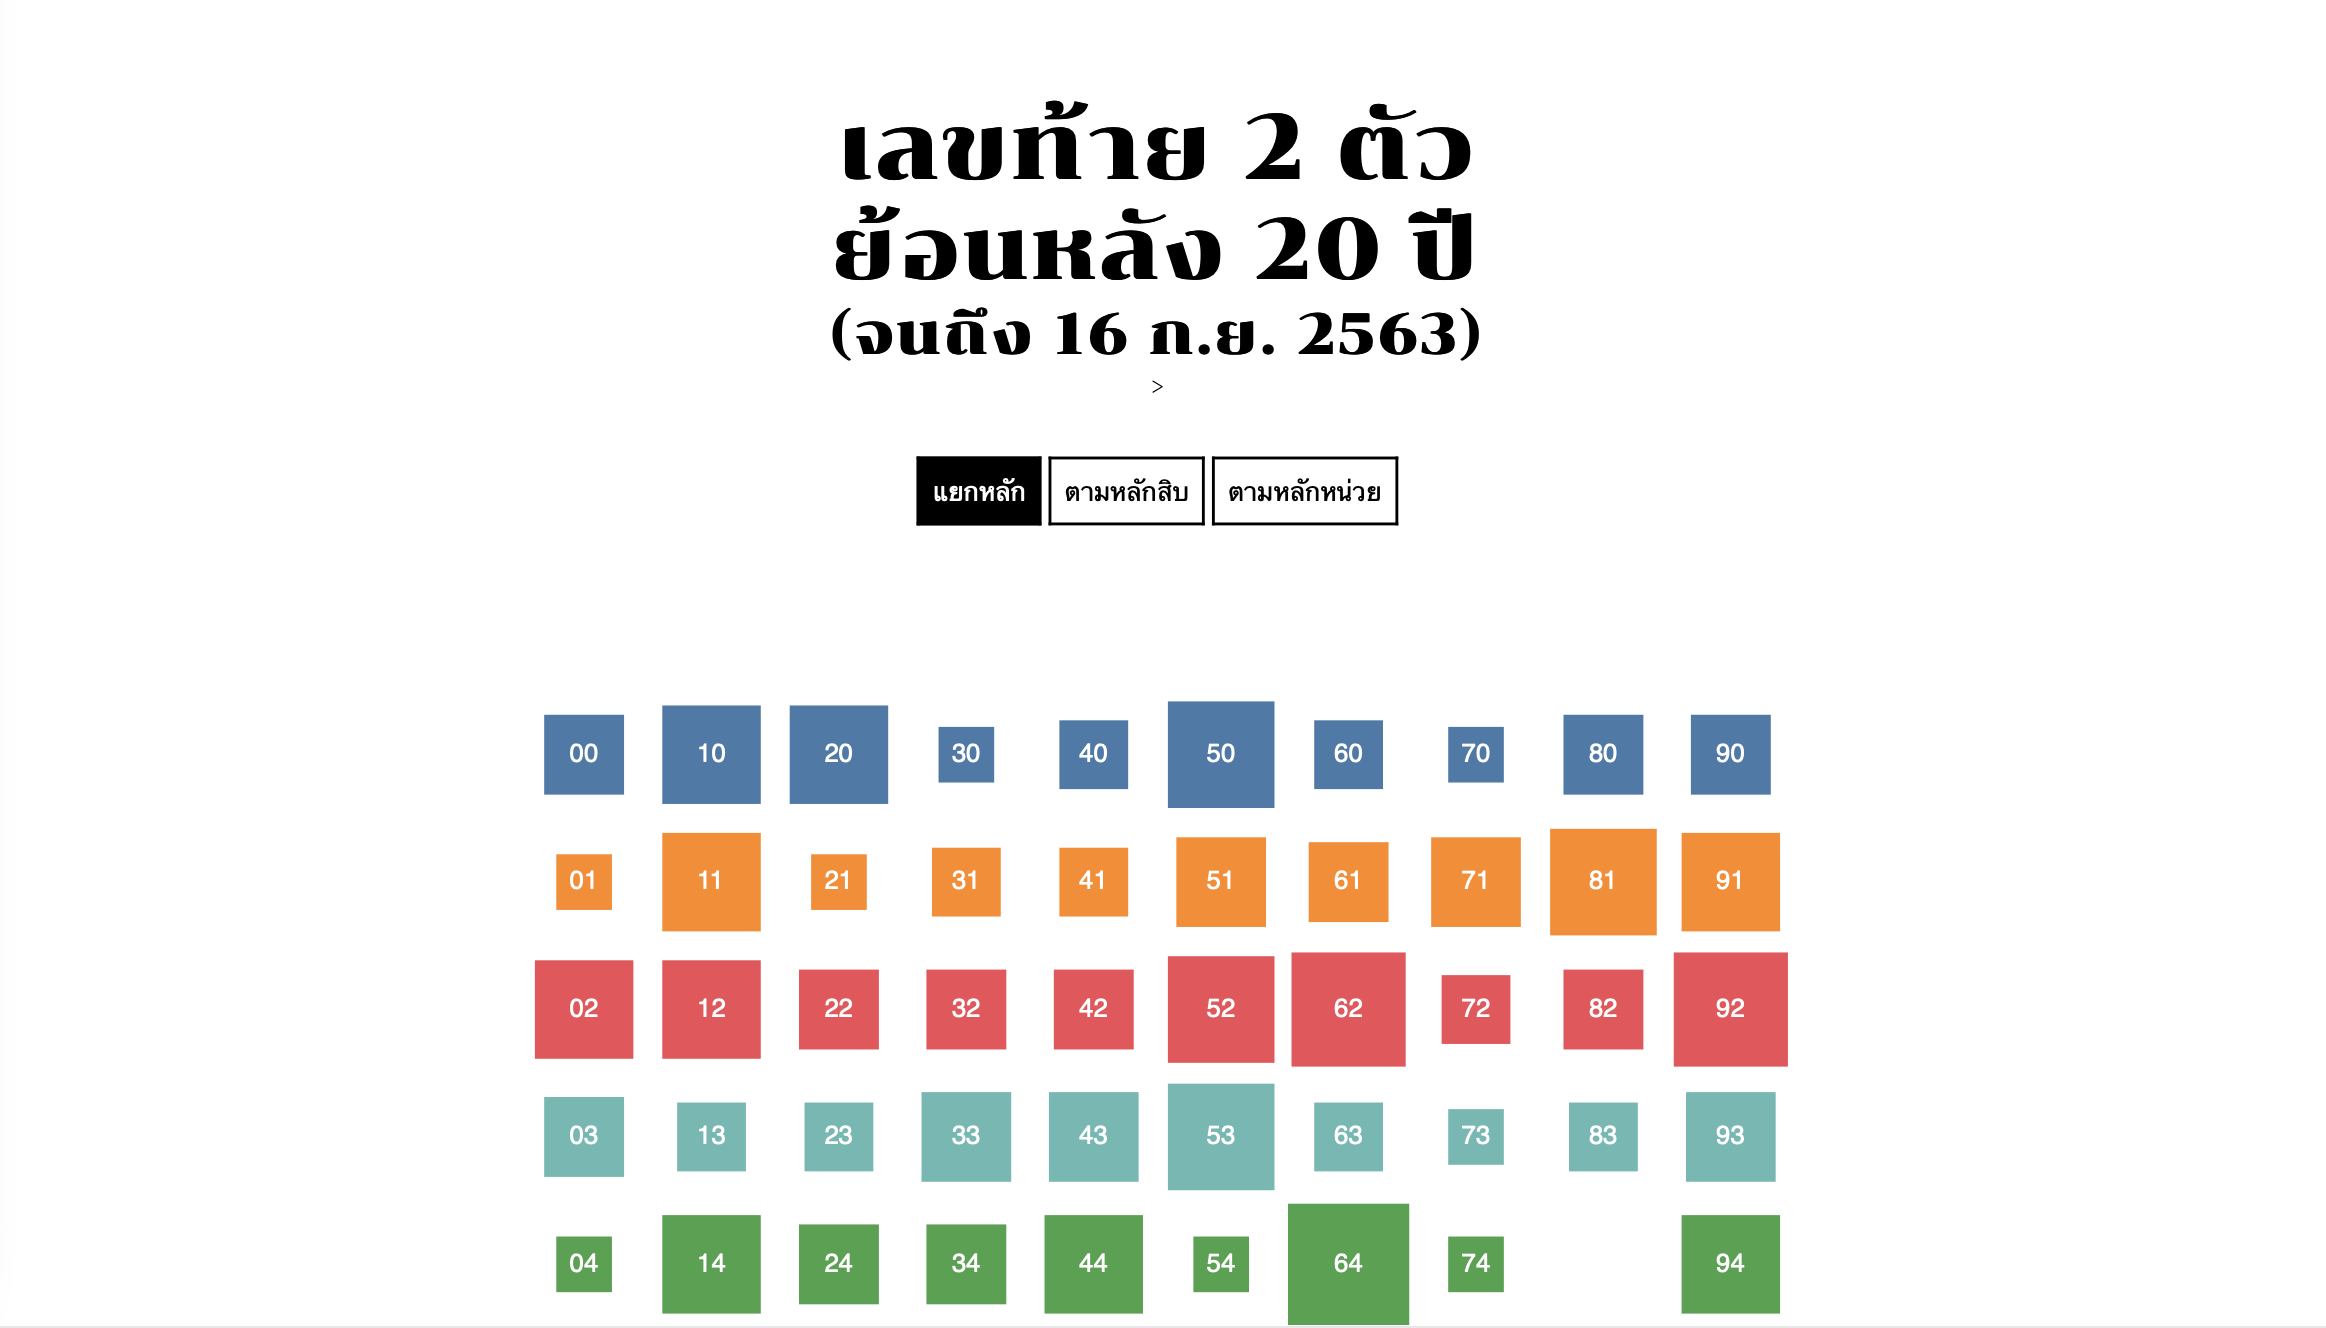 เลขท้าย 2 ตัว
ย้อนหลัง 20 ปี
(จนถึง 16 ก.ย. 2563)
>
แยกหลัก ตามหลักสิบ ตามหลักหน่วย
00 10 20 30 40 50 60 70 80 90
01 11 21 31 41 51 61 71 81 91
02 12 22 32 42 52 62 72 82 92
03 13 23 33 43 53 63 73 83 93
04 14 24 34 44 54 64 74 94